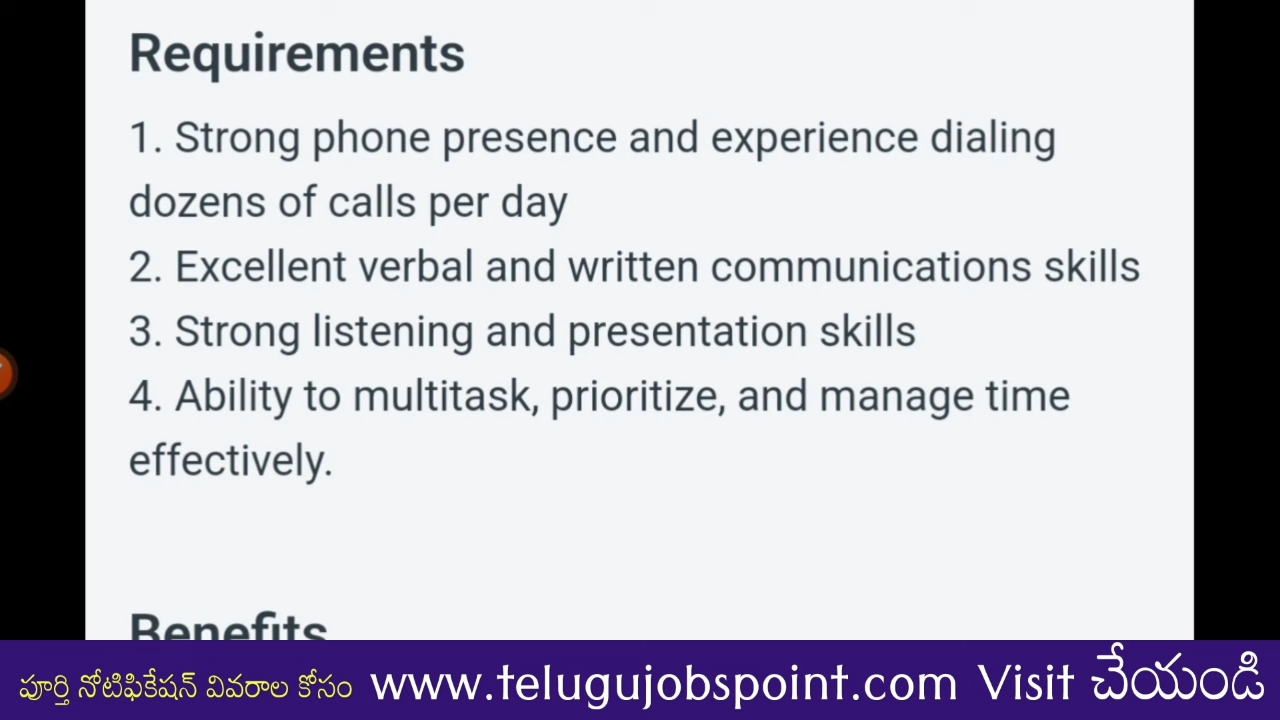 Requirements
1. Strong phone presence and experience dialing
dozens of calls per day
2. Excellent verbal and written communications skills
3. Strong listening and presentation skills
4. Ability to multitask, prioritize, and manage time
effectively.
Benefits
పూర్తి నోటిఫికేషన్ వివరాల కోసం www.telugujobspoint.com Visit చేయండి